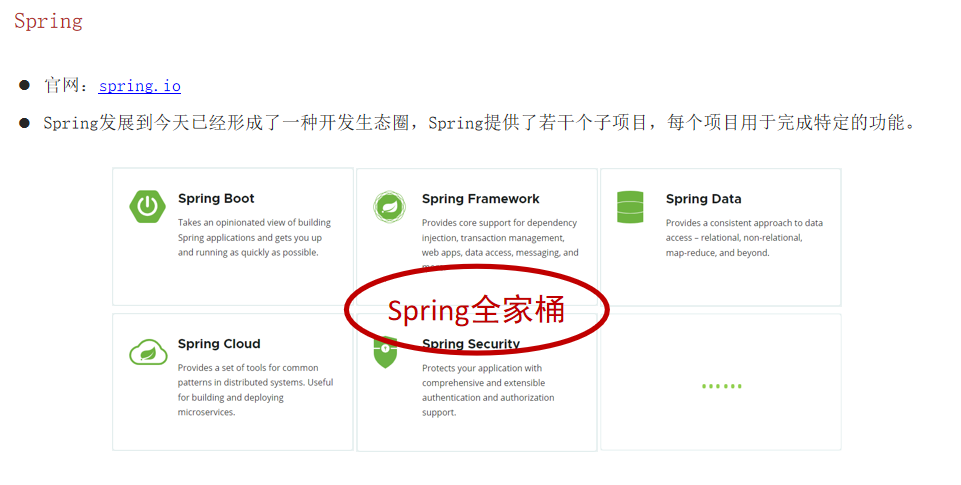 Spring
● 官网：spring.io
● Spring发展到今天已经形成了一种开发生态圈，Spring提供了若干个子项目，每个项目用于完成特定的功能。
Spring Boot
Takes an opinionated view of building
Spring applications and gets you up
and running as quickly as possible.
Spring Framework
Provides core support for dependency
injection, transaction management,
web apps, data access, messaging, and
Spring Data
Provides a consistent approach to data
access – relational, non-relational,
map-reduce, and beyond.
Spring全家桶
Spring Cloud
Provides a set of tools for common
patterns in distributed systems. Useful
for building and deploying
microservices.
Spring Security
Protects your application with
comprehensive and extensible
authentication and authorization
support.
······